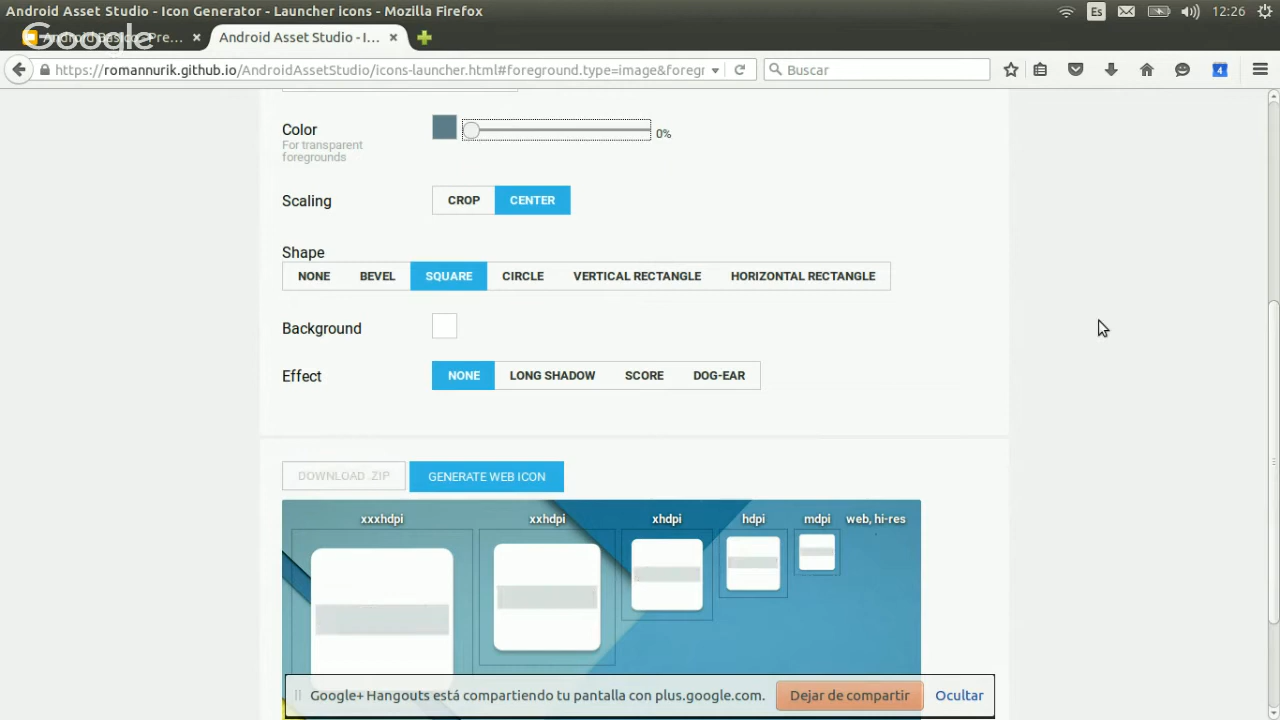 Android Asset Studio - Icon Generator - Launcher icons - Mozilla Firefox
Es
12:26
Google
Android Asset Studio - I...
https://romannurik.github.io/AndroidAssetStudio/icons-launcher.html#foreground.type=image&foregr
Buscar
4
Color
0%
For transparent
foregrounds
Scaling
CROP
CENTER
Shape
NONE
BEVEL
SQUARE
CIRCLE
VERTICAL RECTANGLE
HORIZONTAL RECTANGLE
Background
Effect
NONE
LONG SHADOW
SCORE
DOG-EAR
DOWNLOAD .ZIP
GENERATE WEB ICON
xxxhdpi
xxhdpi
xhdpi
hdpi
mdpi
web, hi-res
Google+ Hangouts está compartiendo tu pantalla con plus.google.com.
Dejar de compartir
Ocultar